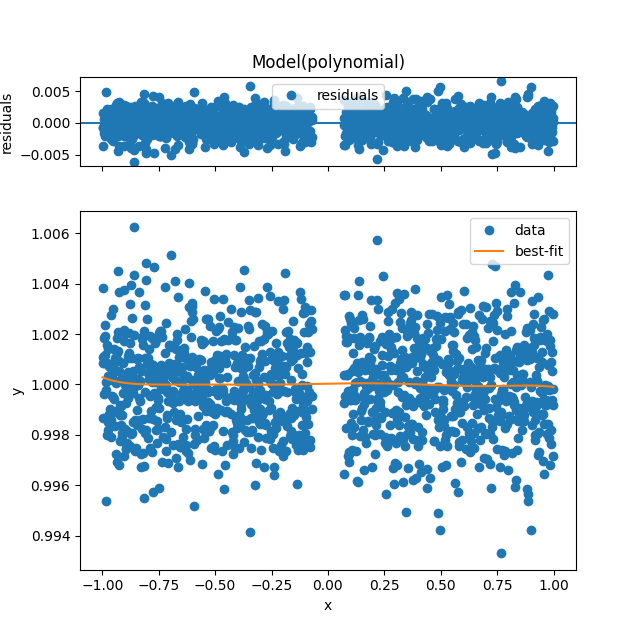 Model(polynomial)
residuals
0.005
0.000
−0.005
residuals
data
best-fit
y
1.006
1.004
1.002
1.000
0.998
0.996
0.994
−1.00 −0.75 −0.50 −0.25 0.00 0.25 0.50 0.75 1.00
x